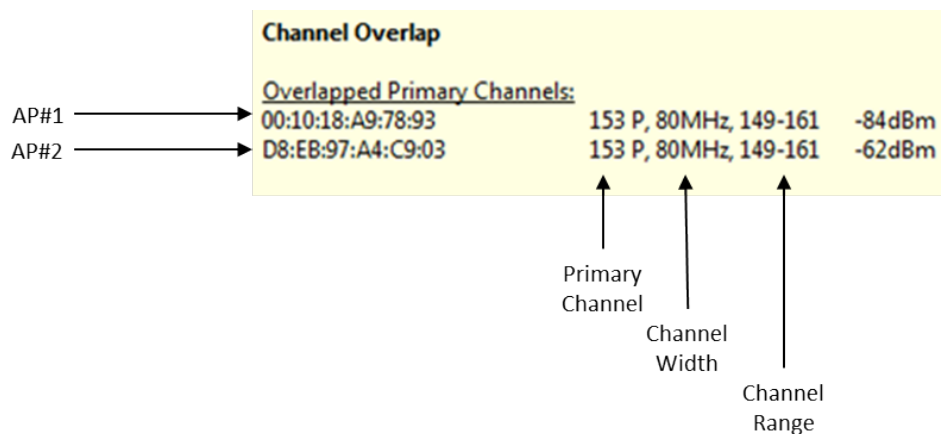 Channel Overlap
Overlapped Primary Channels:
AP#1 00:10:18:A9:78:93 153 P, 80MHz, 149-161 -84dBm
AP#2 D8:EB:97:A4:C9:03 153 P, 80MHz, 149-161 -62dBm
Primary
Channel
Channel
Width
Channel
Range